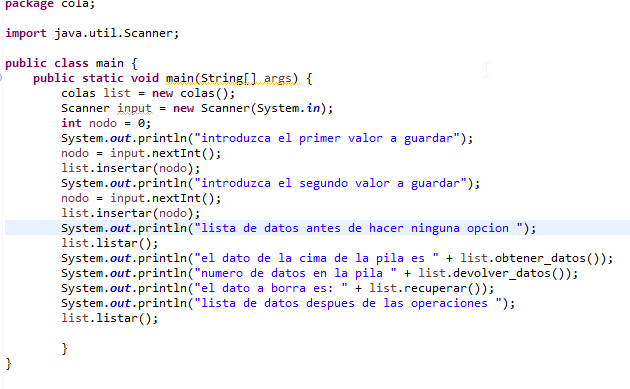 package cola;
import java.util.Scanner;
public class main {
public static void main(String[] args) {
colas list = new colas();
Scanner input = new Scanner(System.in);
int nodo = 0;
System.out.println("introduzca el primer valor a guardar");
nodo = input.nextInt();
list.insertar(nodo);
System.out.println("introduzca el segundo valor a guardar");
nodo = input.nextInt();
list.insertar(nodo);
System.out.println("lista de datos antes de hacer ninguna opcion ");
list.listar();
System.out.println("el dato de la cima de la pila es " + list.obtener_datos());
System.out.println("numero de datos en la pila " + list.devolver_datos());
System.out.println("el dato a borra es: " + list.recuperar());
System.out.println("lista de datos despues de las operaciones ");
list.listar();
}
}